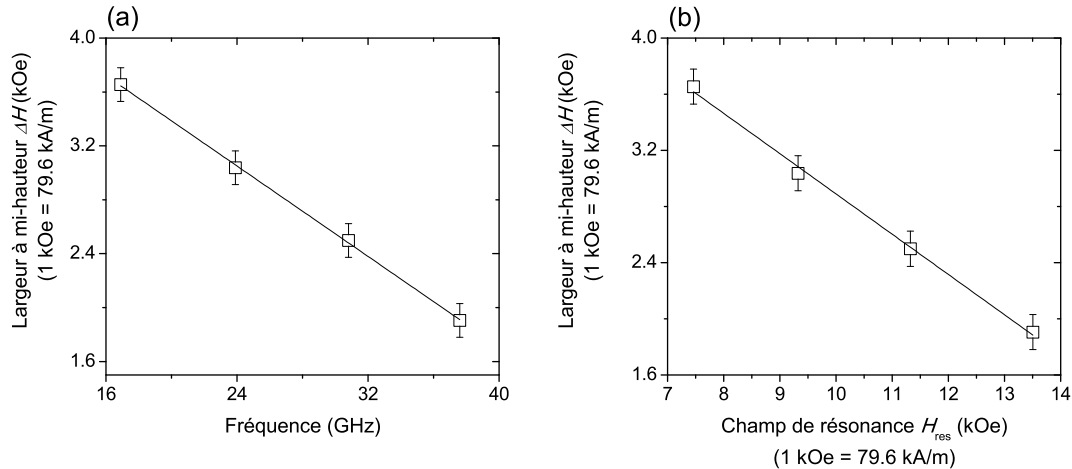 (a)
Largeur à mi-hauteur ΔH (kOe)
(1 kOe = 79.6 kA/m)
4.0
3.2
2.4
1.6
16 24 32 40
Fréquence (GHz)
(b)
Largeur à mi-hauteur ΔH (kOe)
(1 kOe = 79.6 kA/m)
4.0
3.2
2.4
1.6
7 8 9 10 11 12 13 14
Champ de résonance Hres (kOe)
(1 kOe = 79.6 kA/m)